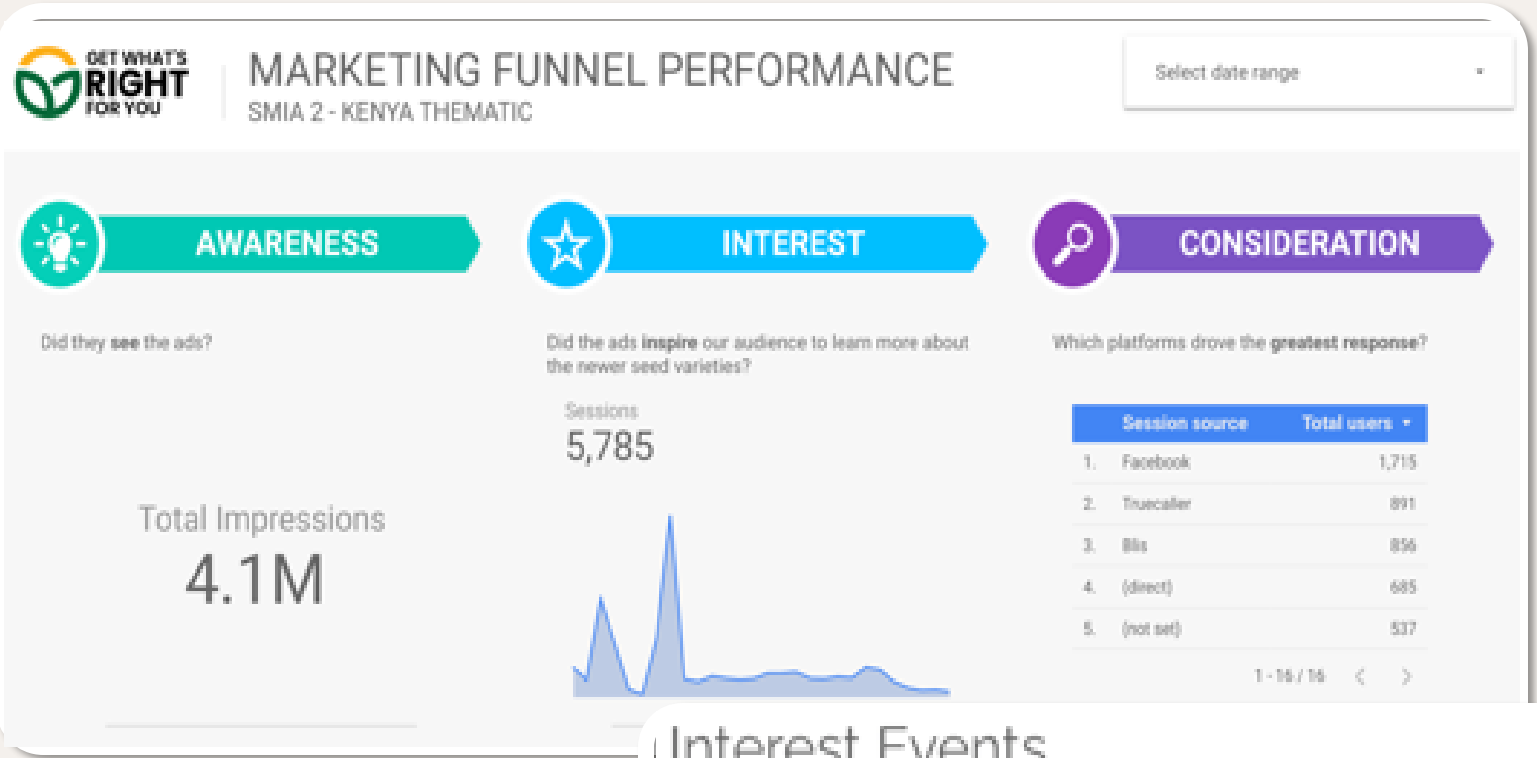 GET WHAT'S
RIGHT
FOR YOU
MARKETING FUNNEL PERFORMANCE
SMIA 2 - KENYA THEMATIC
Select date range
AWARENESS
Did they see the ads?
Total Impressions
4.1M
INTEREST
Did the ads inspire our audience to learn more about
the newer seed varieties?
Sessions
5,785
CONSIDERATION
Which platforms drove the greatest response?
Session source Total users
1. Facebook 1,715
2. Truecaller 891
3. Blis 856
4. (direct) 685
5. (not set) 537
1 - 16 / 16
Interest Events